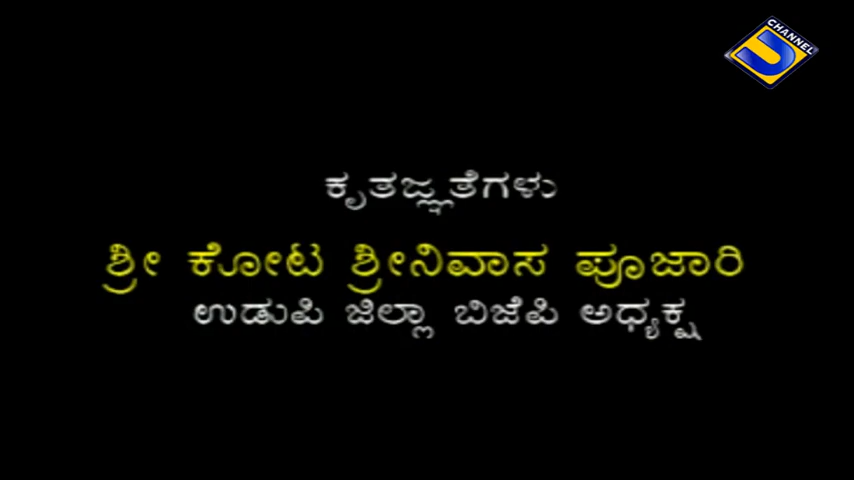 CHANNEL
U
ಕೃತಜ್ಞತೆಗಳು
ಶ್ರೀ ಕೋಟ ಶ್ರೀನಿವಾಸ ಪೂಜಾರಿ
ಉಡುಪಿ ಜಿಲ್ಲಾ ಬಿಜೆಪಿ ಅಧ್ಯಕ್ಷ